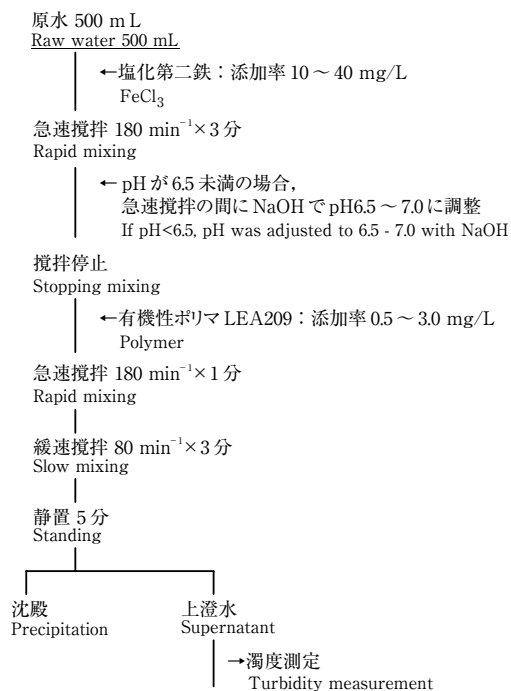 原水 500 mL
Raw water 500 mL
←塩化第二鉄：添加率 10 ～ 40 mg/L
FeCl₃
急速攪拌 180 min⁻¹×3 分
Rapid mixing
← pH が 6.5 未満の場合，
急速攪拌の間に NaOH で pH6.5 ～ 7.0 に調整
If pH<6.5, pH was adjusted to 6.5 - 7.0 with NaOH
攪拌停止
Stopping mixing
←有機性ポリマ LEA209：添加率 0.5 ～ 3.0 mg/L
Polymer
急速攪拌 180 min⁻¹×1 分
Rapid mixing
緩速攪拌 80 min⁻¹×3 分
Slow mixing
静置 5 分
Standing
沈殿
Precipitation
上澄水
Supernatant
→濁度測定
Turbidity measurement